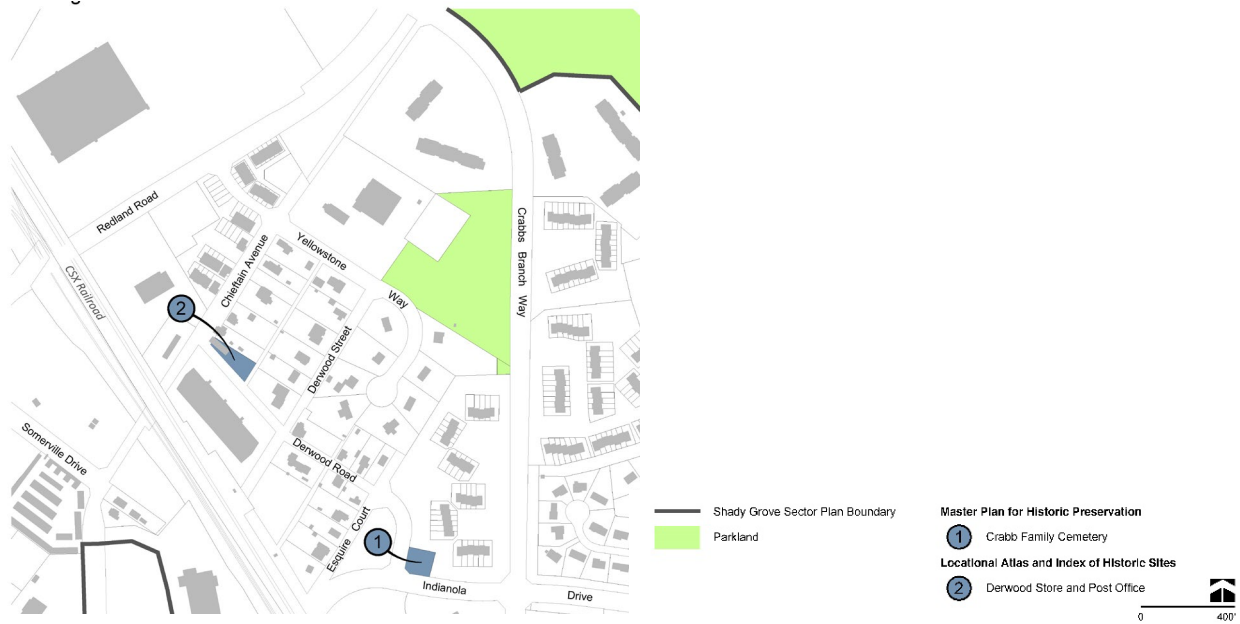 Redland Road
CSX Railroad
Chieftain Avenue
Yellowstone
Way
Crabbs Branch Way
2
Derwood Street
Somerville Drive
Derwood Road
Esquire Court
1
Indianola
Drive
Shady Grove Sector Plan Boundary
Parkland
Master Plan for Historic Preservation
1 Crabb Family Cemetery
Locational Atlas and Index of Historic Sites
2 Derwood Store and Post Office
0 400'